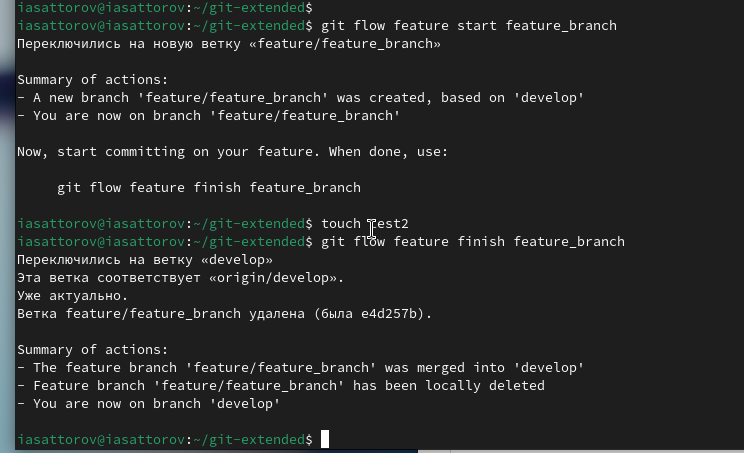 iasattorov@iasattorov:~/git-extended$
iasattorov@iasattorov:~/git-extended$ git flow feature start feature_branch
Переключились на новую ветку «feature/feature_branch»
Summary of actions:
- A new branch 'feature/feature_branch' was created, based on 'develop'
- You are now on branch 'feature/feature_branch'
Now, start committing on your feature. When done, use:
git flow feature finish feature_branch
iasattorov@iasattorov:~/git-extended$ touch test2
iasattorov@iasattorov:~/git-extended$ git flow feature finish feature_branch
Переключились на ветку «develop»
Эта ветка соответствует «origin/develop».
Уже актуально.
Ветка feature/feature_branch удалена (была e4d257b).
Summary of actions:
- The feature branch 'feature/feature_branch' was merged into 'develop'
- Feature branch 'feature/feature_branch' has been locally deleted
- You are now on branch 'develop'
iasattorov@iasattorov:~/git-extended$